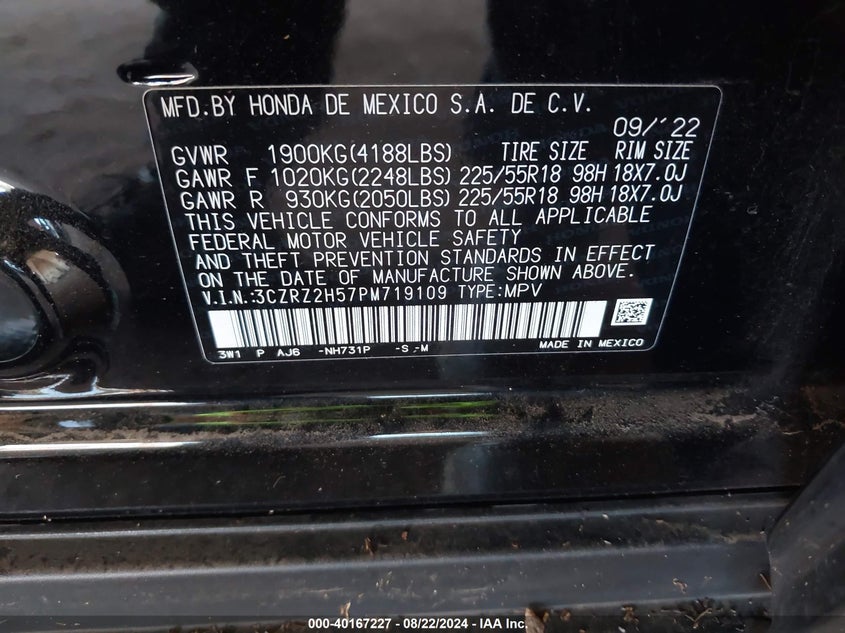 MFD.BY HONDA DE MEXICO S.A. DE C.V.
09/´22
GVWR 1900KG(4188LBS) TIRE SIZE RIM SIZE
GAWR F 1020KG(2248LBS) 225/55R18 98H 18X7.0J
GAWR R 930KG(2050LBS) 225/55R18 98H 18X7.0J
THIS VEHICLE CONFORMS TO ALL APPLICABLE
FEDERAL MOTOR VEHICLE SAFETY
AND THEFT PREVENTION STANDARDS IN EFFECT
ON THE DATE OF MANUFACTURE SHOWN ABOVE.
V.I.N.:3CZRZ2H57PM719109 TYPE:MPV
3W1 P AJ6 -NH731P -S -M MADE IN MEXICO
000-40167227 - 08/22/2024 - IAA Inc.